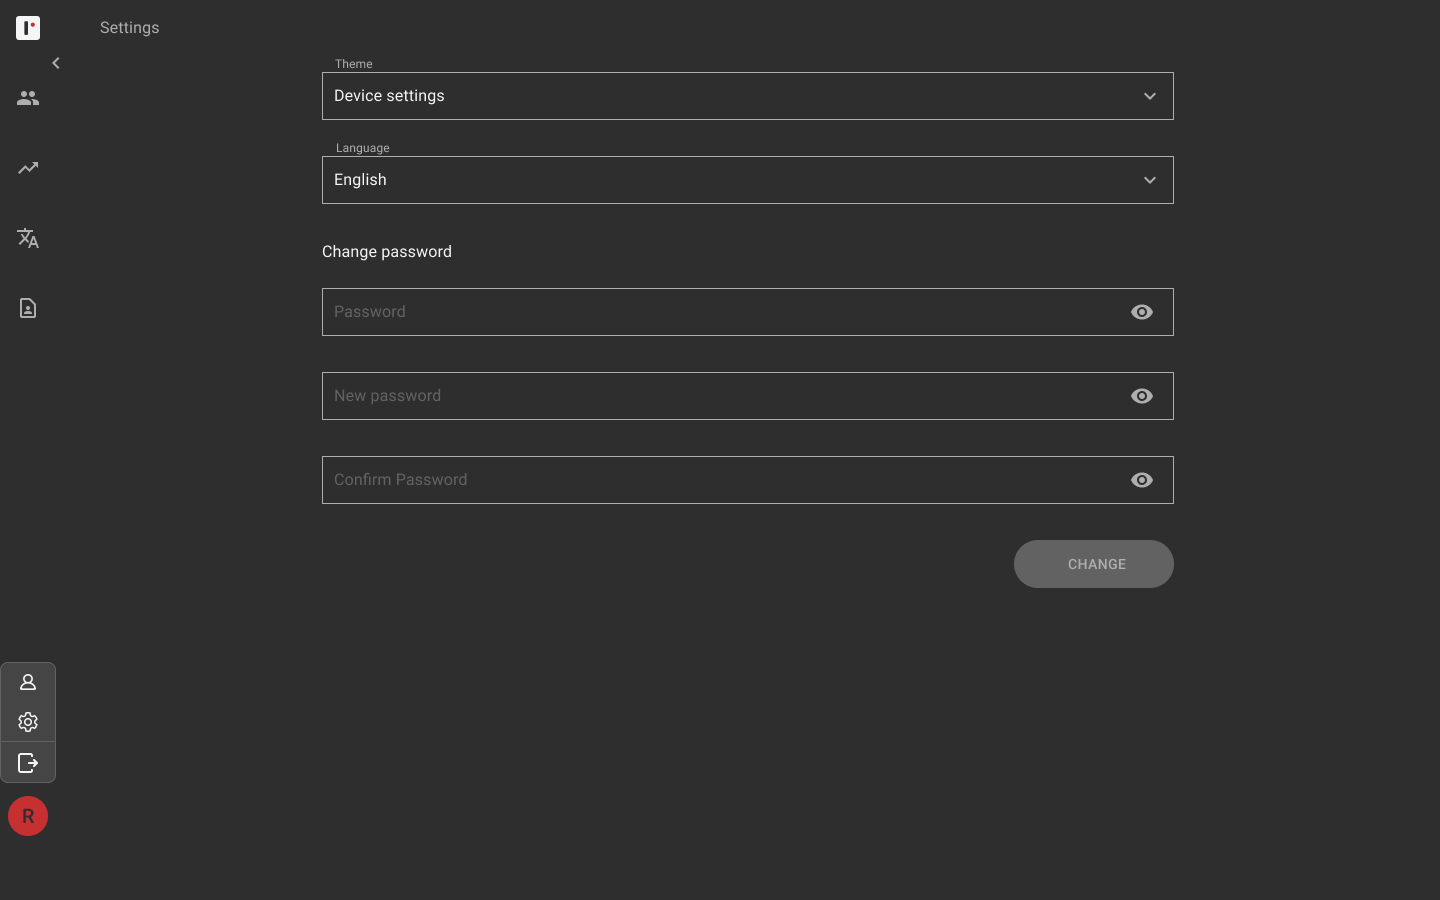 Settings
Theme
Device settings
Language
English
Change password
Password
New password
Confirm Password
CHANGE
R